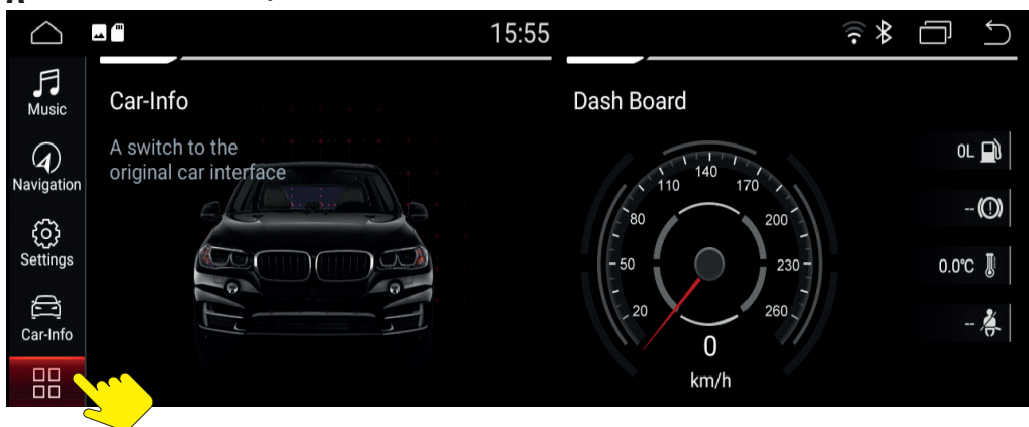 15:55
Music
Navigation
Settings
Car-Info
Car-Info
A switch to the
original car interface
Dash Board
20
50
80
110
140
170
200
230
260
0
km/h
0L
--
0.0°C
--